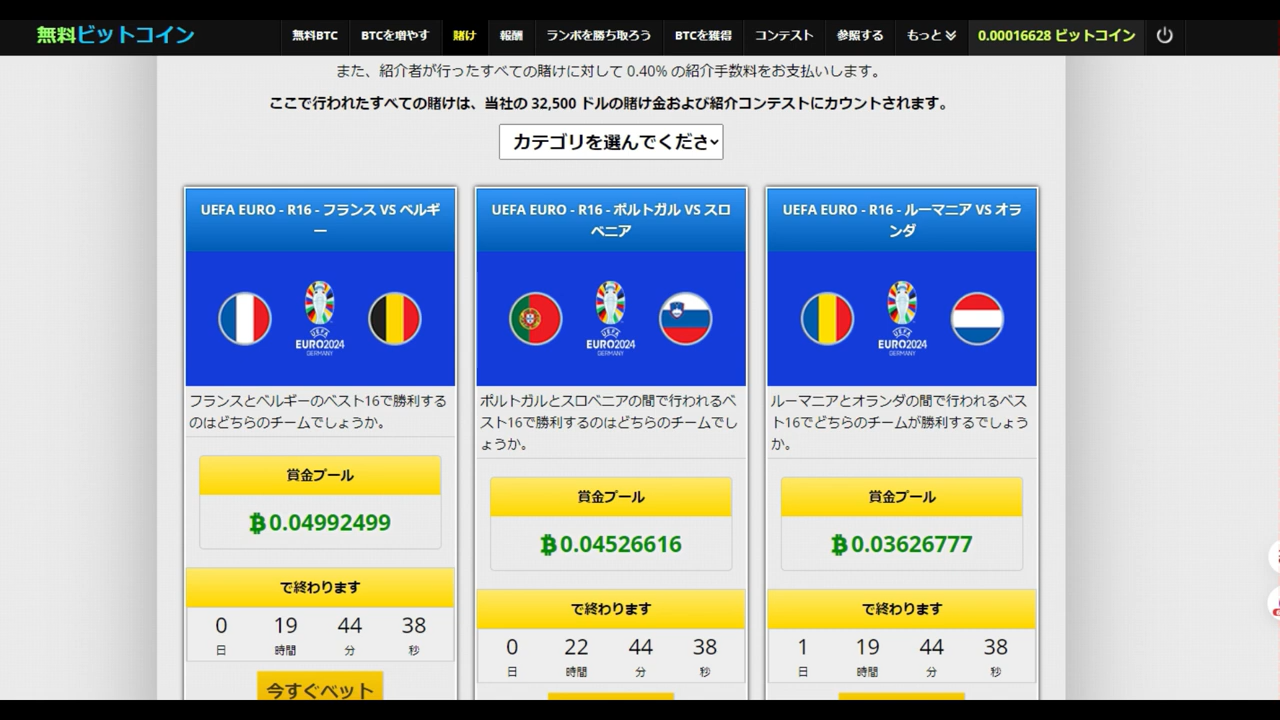 無料ビットコイン
無料BTC
BTCを増やす
賭け
報酬
ランボを勝ち取ろう
BTCを獲得
コンテスト
参照する
もっと
0.00016628 ビットコイン
また、紹介者が行ったすべての賭けに対して 0.40% の紹介手数料をお支払いします。
ここで行われたすべての賭けは、当社の 32,500 ドルの賭け金および紹介コンテストにカウントされます。
カテゴリを選んでくださ
UEFA EURO - R16 - フランス VS ベルギ
ー
UEFA
EURO2024
GERMANY
フランスとベルギーのベスト16で勝利する
のはどちらのチームでしょうか。
賞金プール
₿0.04992499
で終わります
0 19 44 38
日 時間 分 秒
今すぐベット
UEFA EURO - R16 - ポルトガル VS スロ
ベニア
UEFA
EURO2024
GERMANY
ポルトガルとスロベニアの間で行われるベ
スト16で勝利するのはどちらのチームでし
ょうか。
賞金プール
₿0.04526616
で終わります
0 22 44 38
日 時間 分 秒
UEFA EURO - R16 - ルーマニア VS オラ
ンダ
UEFA
EURO2024
GERMANY
ルーマニアとオランダの間で行われるベス
ト16でどちらのチームが勝利するでしょう
か。
賞金プール
₿0.03626777
で終わります
1 19 44 38
日 時間 分 秒